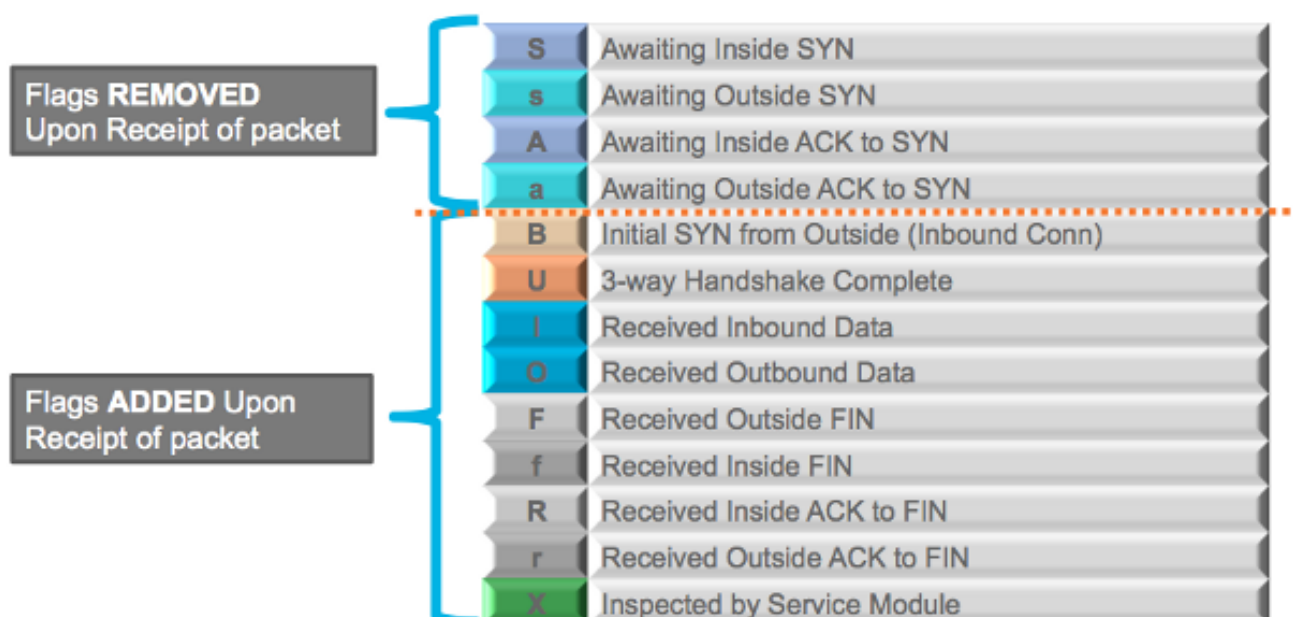 S Awaiting Inside SYN
Flags REMOVED
Upon Receipt of packet
s Awaiting Outside SYN
A Awaiting Inside ACK to SYN
a Awaiting Outside ACK to SYN
B Initial SYN from Outside (Inbound Conn)
U 3-way Handshake Complete
I Received Inbound Data
O Received Outbound Data
Flags ADDED Upon
Receipt of packet
F Received Outside FIN
f Received Inside FIN
R Received Inside ACK to FIN
r Received Outside ACK to FIN
X Inspected by Service Module